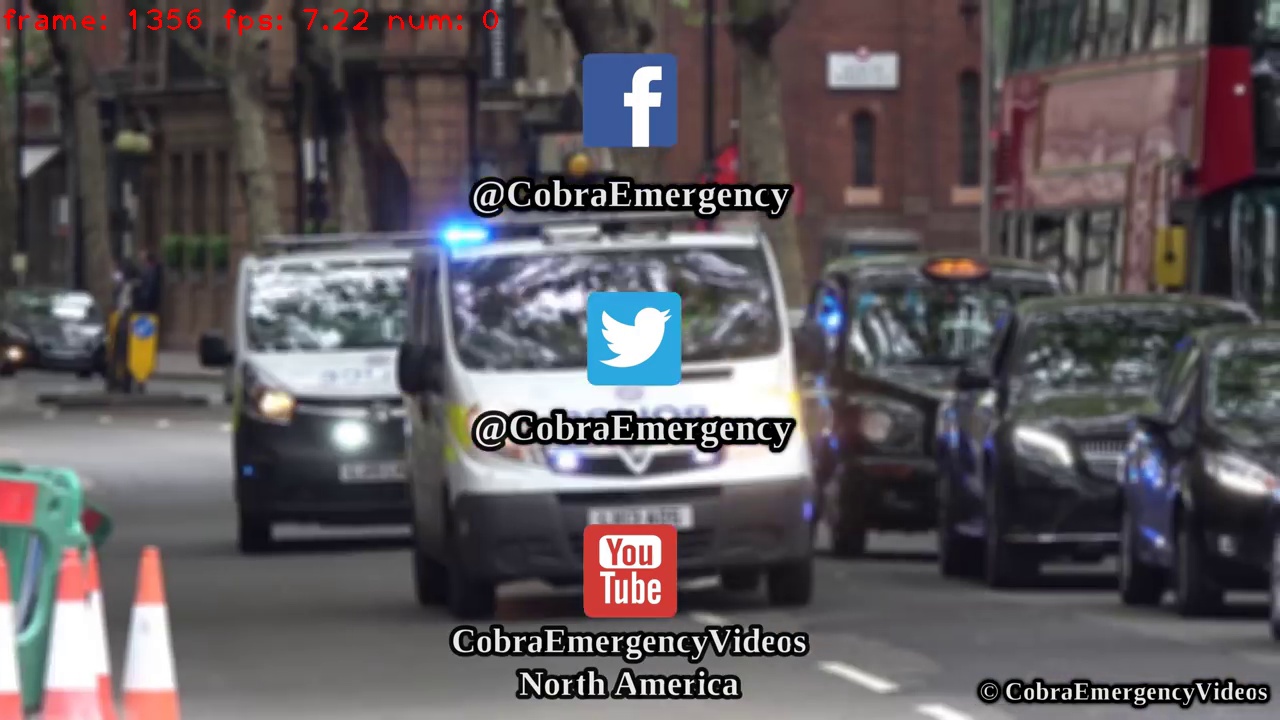 frame: 1356 fps: 7.22 num: 0
f
@CobraEmergency
@CobraEmergency
You
Tube
CobraEmergencyVideos
North America
© CobraEmergencyVideos